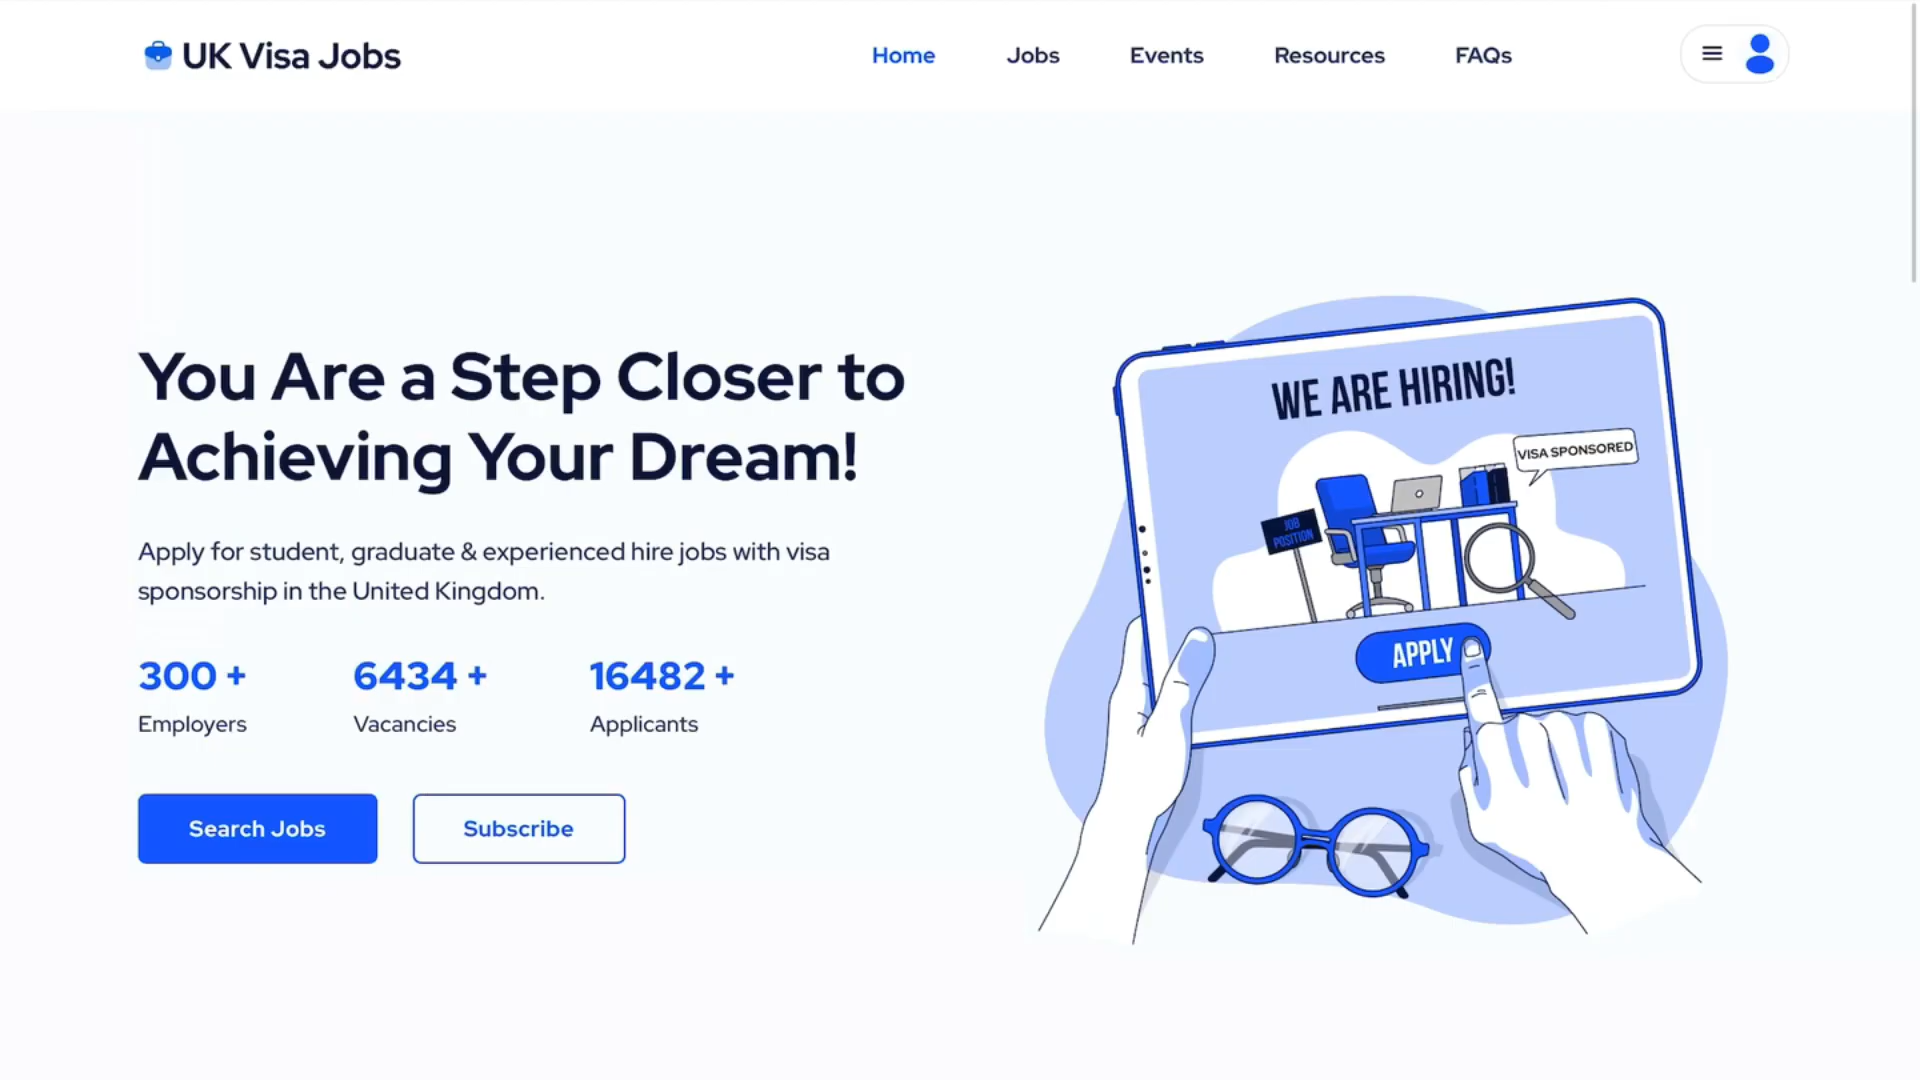 UK Visa Jobs
Home
Jobs
Events
Resources
FAQs
You Are a Step Closer to
Achieving Your Dream!
Apply for student, graduate & experienced hire jobs with visa
sponsorship in the United Kingdom.
300 +
Employers
6434 +
Vacancies
16482 +
Applicants
Search Jobs
Subscribe
WE ARE HIRING!
VISA SPONSORED
JOB
POSITION
APPLY